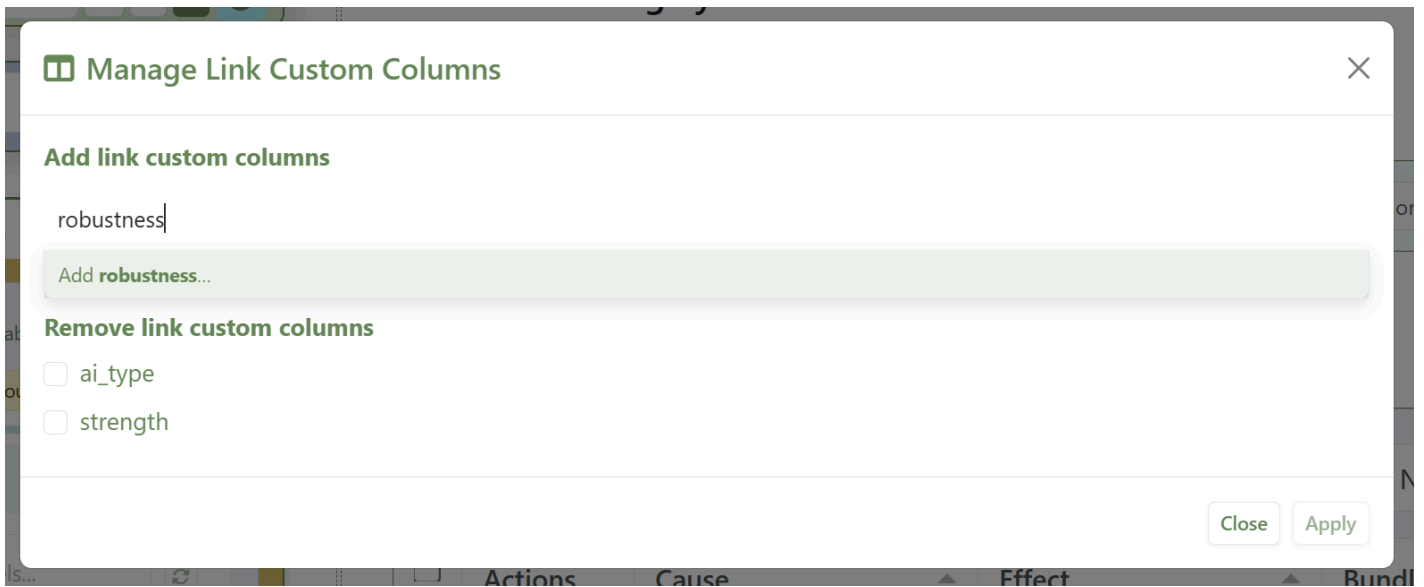 Manage Link Custom Columns
Add link custom columns
robustness
Add robustness...
Remove link custom columns
ai_type
strength
Close
Apply
Actions Cause Effect Bundl